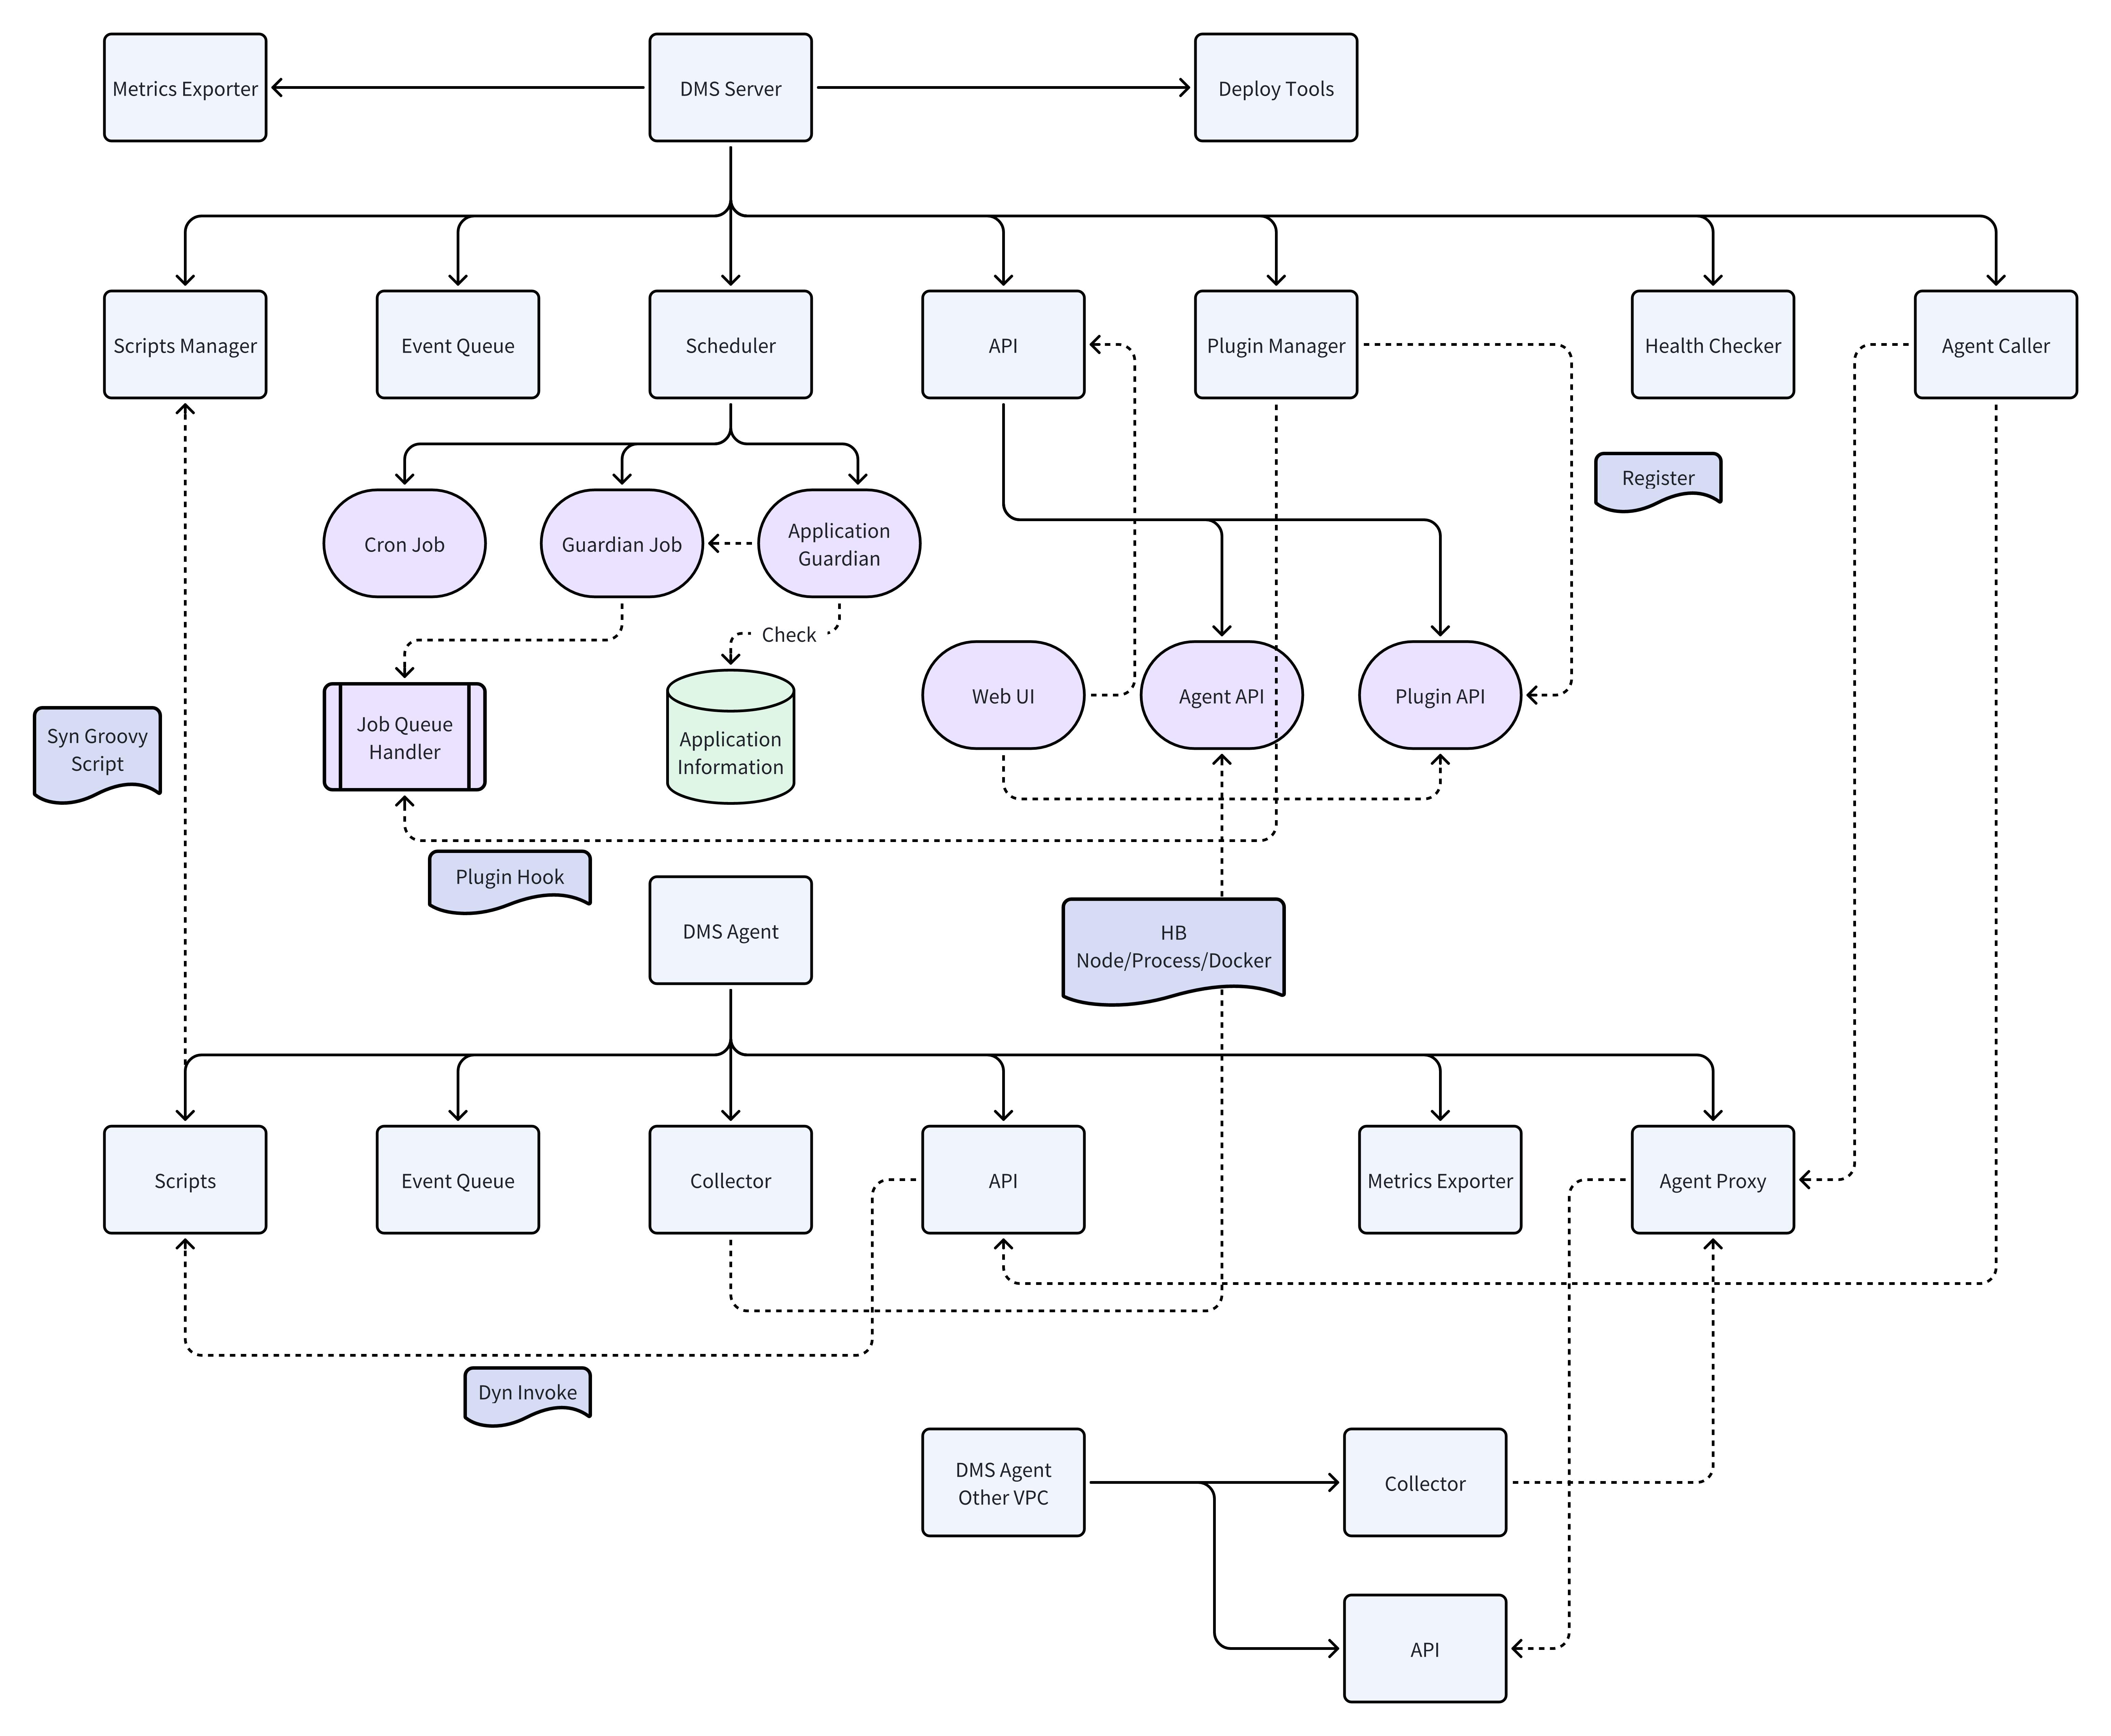 Metrics Exporter
DMS Server
Deploy Tools
Scripts Manager
Event Queue
Scheduler
API
Plugin Manager
Health Checker
Agent Caller
Register
Cron Job
Guardian Job
Application
Guardian
Check
Web UI
Agent API
Plugin API
Syn Groovy
Script
Job Queue
Handler
Application
Information
Plugin Hook
DMS Agent
HB
Node/Process/Docker
Scripts
Event Queue
Collector
API
Metrics Exporter
Agent Proxy
Dyn Invoke
DMS Agent
Other VPC
Collector
API